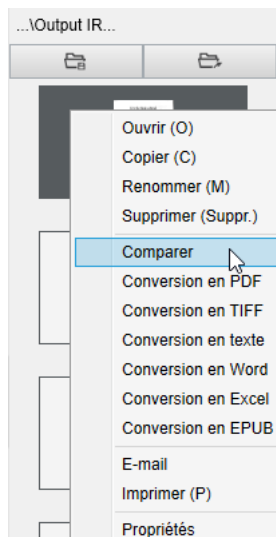 ...\Output IR...
Ouvrir (O)
Copier (C)
Renommer (M)
Supprimer (Suppr.)
Comparer
Conversion en PDF
Conversion en TIFF
Conversion en texte
Conversion en Word
Conversion en Excel
Conversion en EPUB
E-mail
Imprimer (P)
Propriétés